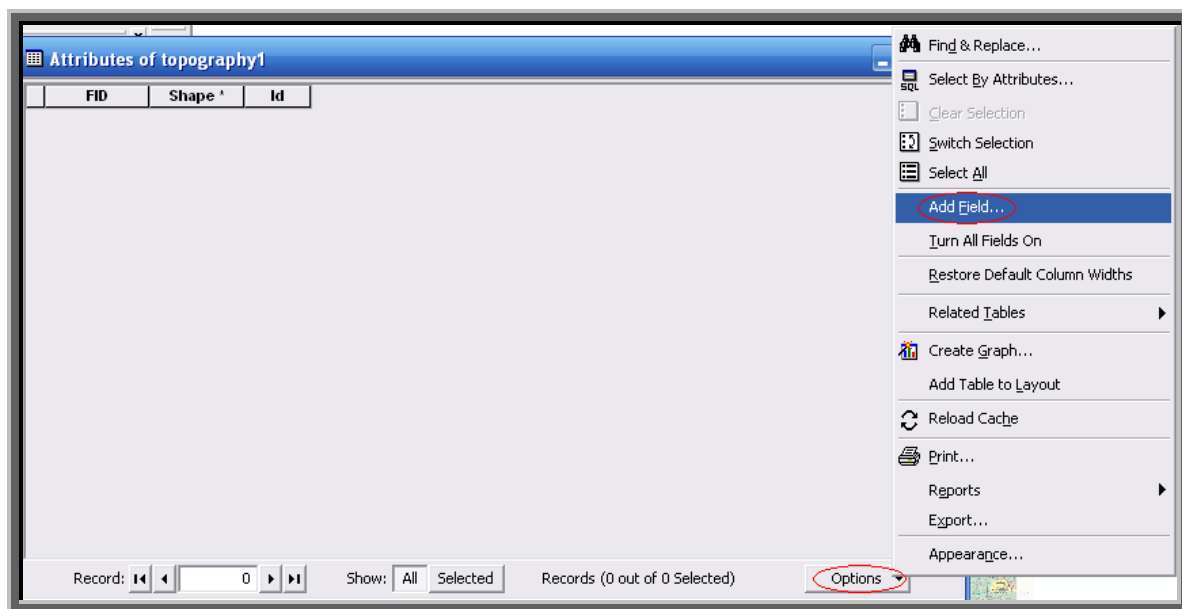 Attributes of topography1
FID Shape * Id
Find & Replace...
SQL Select By Attributes...
Clear Selection
Switch Selection
Select All
Add Field...
Turn All Fields On
Restore Default Column Widths
Related Tables
Create Graph...
Add Table to Layout
Reload Cache
Print...
Reports
Export...
Appearance...
Record: 0 Show: All Selected Records (0 out of 0 Selected) Options